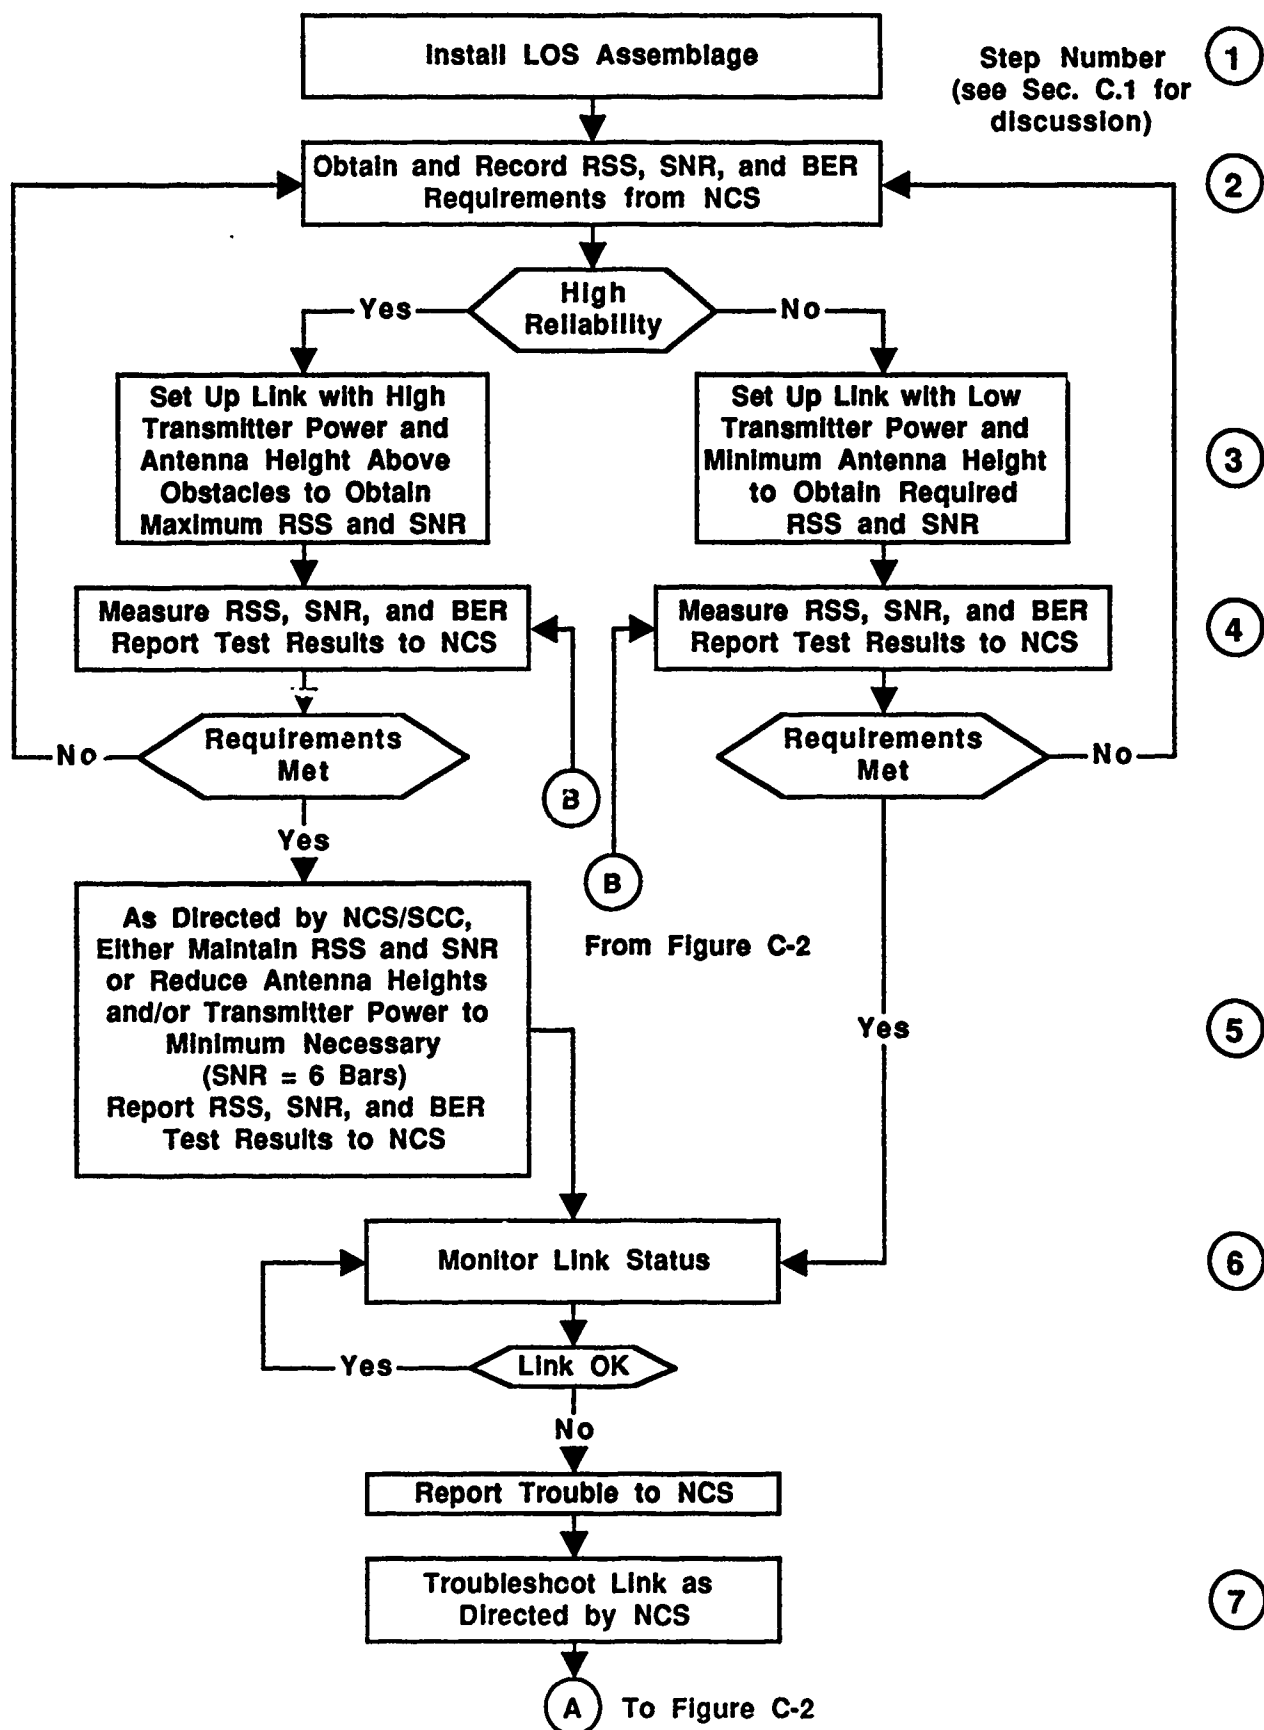 Install LOS Assemblage
Step Number
(see Sec. C.1 for
discussion)
1
Obtain and Record RSS, SNR, and BER
Requirements from NCS
2
High
Reliability
Yes
No
Set Up Link with High
Transmitter Power and
Antenna Height Above
Obstacles to Obtain
Maximum RSS and SNR
Set Up Link with Low
Transmitter Power and
Minimum Antenna Height
to Obtain Required
RSS and SNR
3
Measure RSS, SNR, and BER
Report Test Results to NCS
Measure RSS, SNR, and BER
Report Test Results to NCS
4
Requirements
Met
No
Yes
B
Requirements
Met
No
B
From Figure C-2
As Directed by NCS/SCC,
Either Maintain RSS and SNR
or Reduce Antenna Heights
and/or Transmitter Power to
Minimum Necessary
(SNR = 6 Bars)
Report RSS, SNR, and BER
Test Results to NCS
Yes
5
Monitor Link Status
6
Link OK
Yes
No
Report Trouble to NCS
Troubleshoot Link as
Directed by NCS
7
A
To Figure C-2